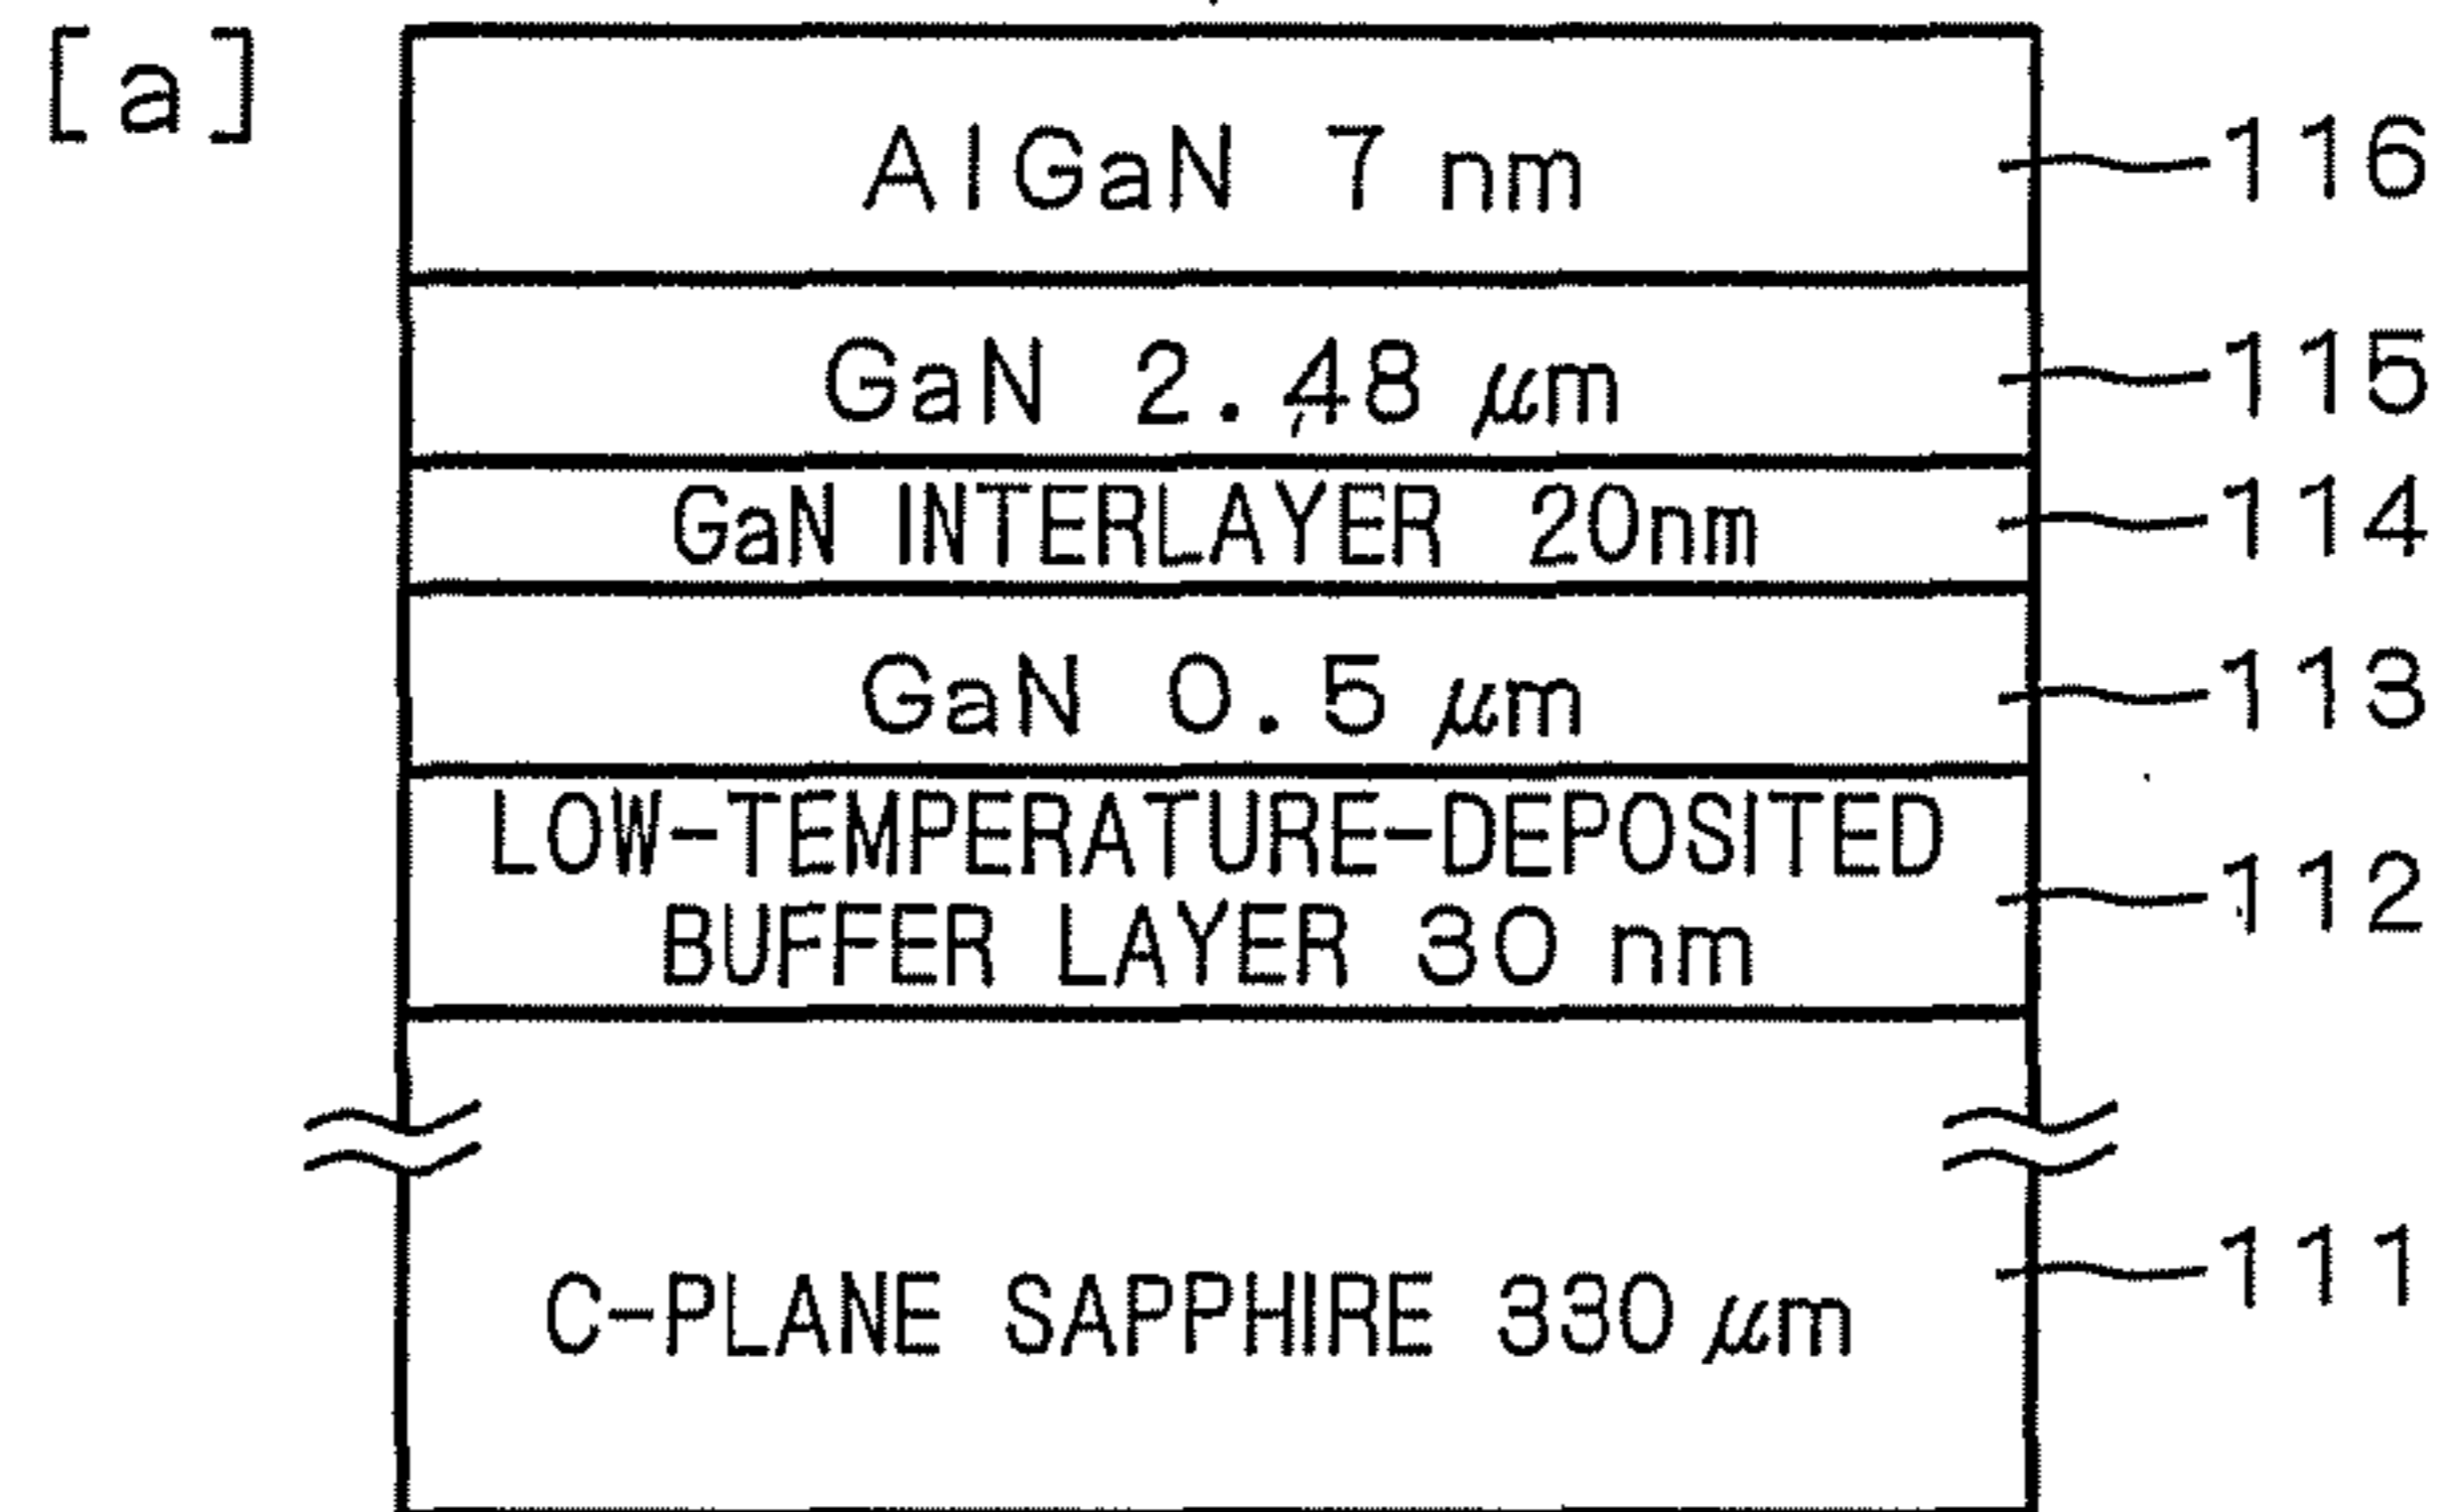 [a]
AlGaN 7 nm
116
GaN 2.48 μm
115
GaN INTERLAYER 20nm
114
GaN 0.5 μm
113
LOW-TEMPERATURE-DEPOSITED
BUFFER LAYER 30 nm
112
C-PLANE SAPPHIRE 330 μm
111